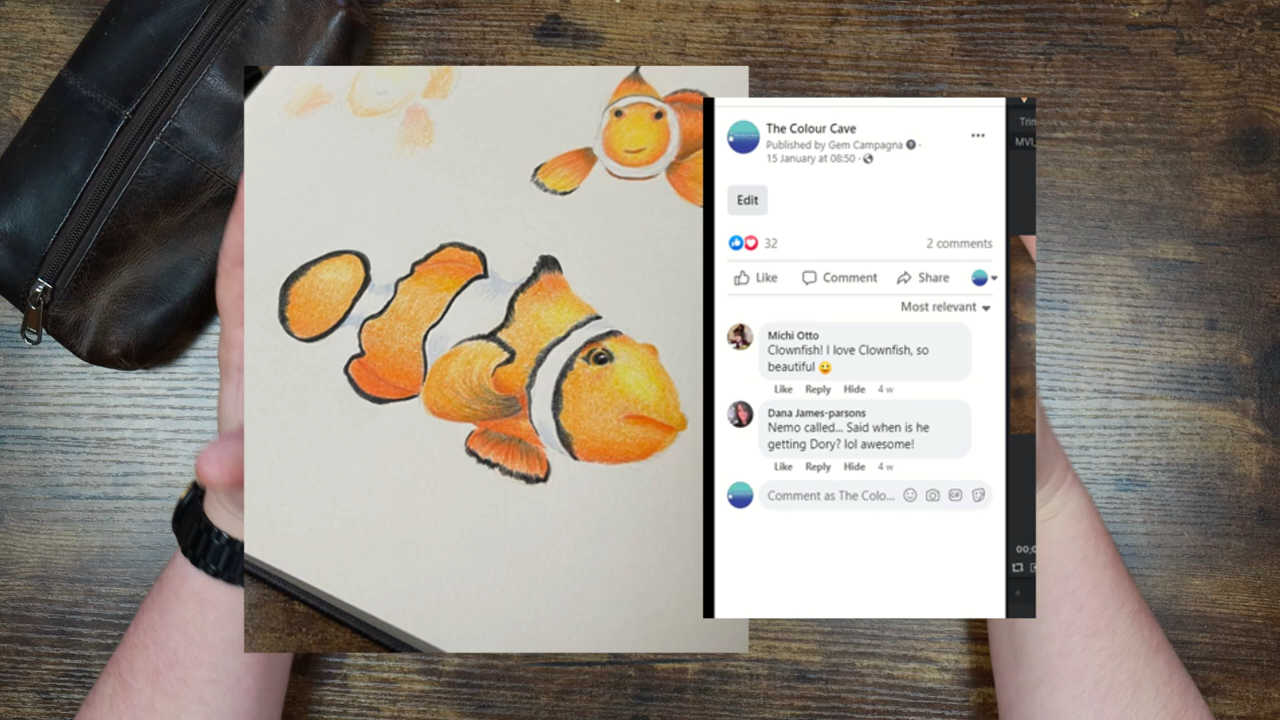 The Colour Cave
Published by Gem Campagna
15 January at 08:50
Edit
32
2 comments
Like
Comment
Share
Most relevant
Michi Otto
Clownfish! I love Clownfish, so
beautiful
Like Reply Hide 4 w
Dana James-parsons
Nemo called... Said when is he
getting Dory? lol awesome!
Like Reply Hide 4 w
Comment as The Colo...